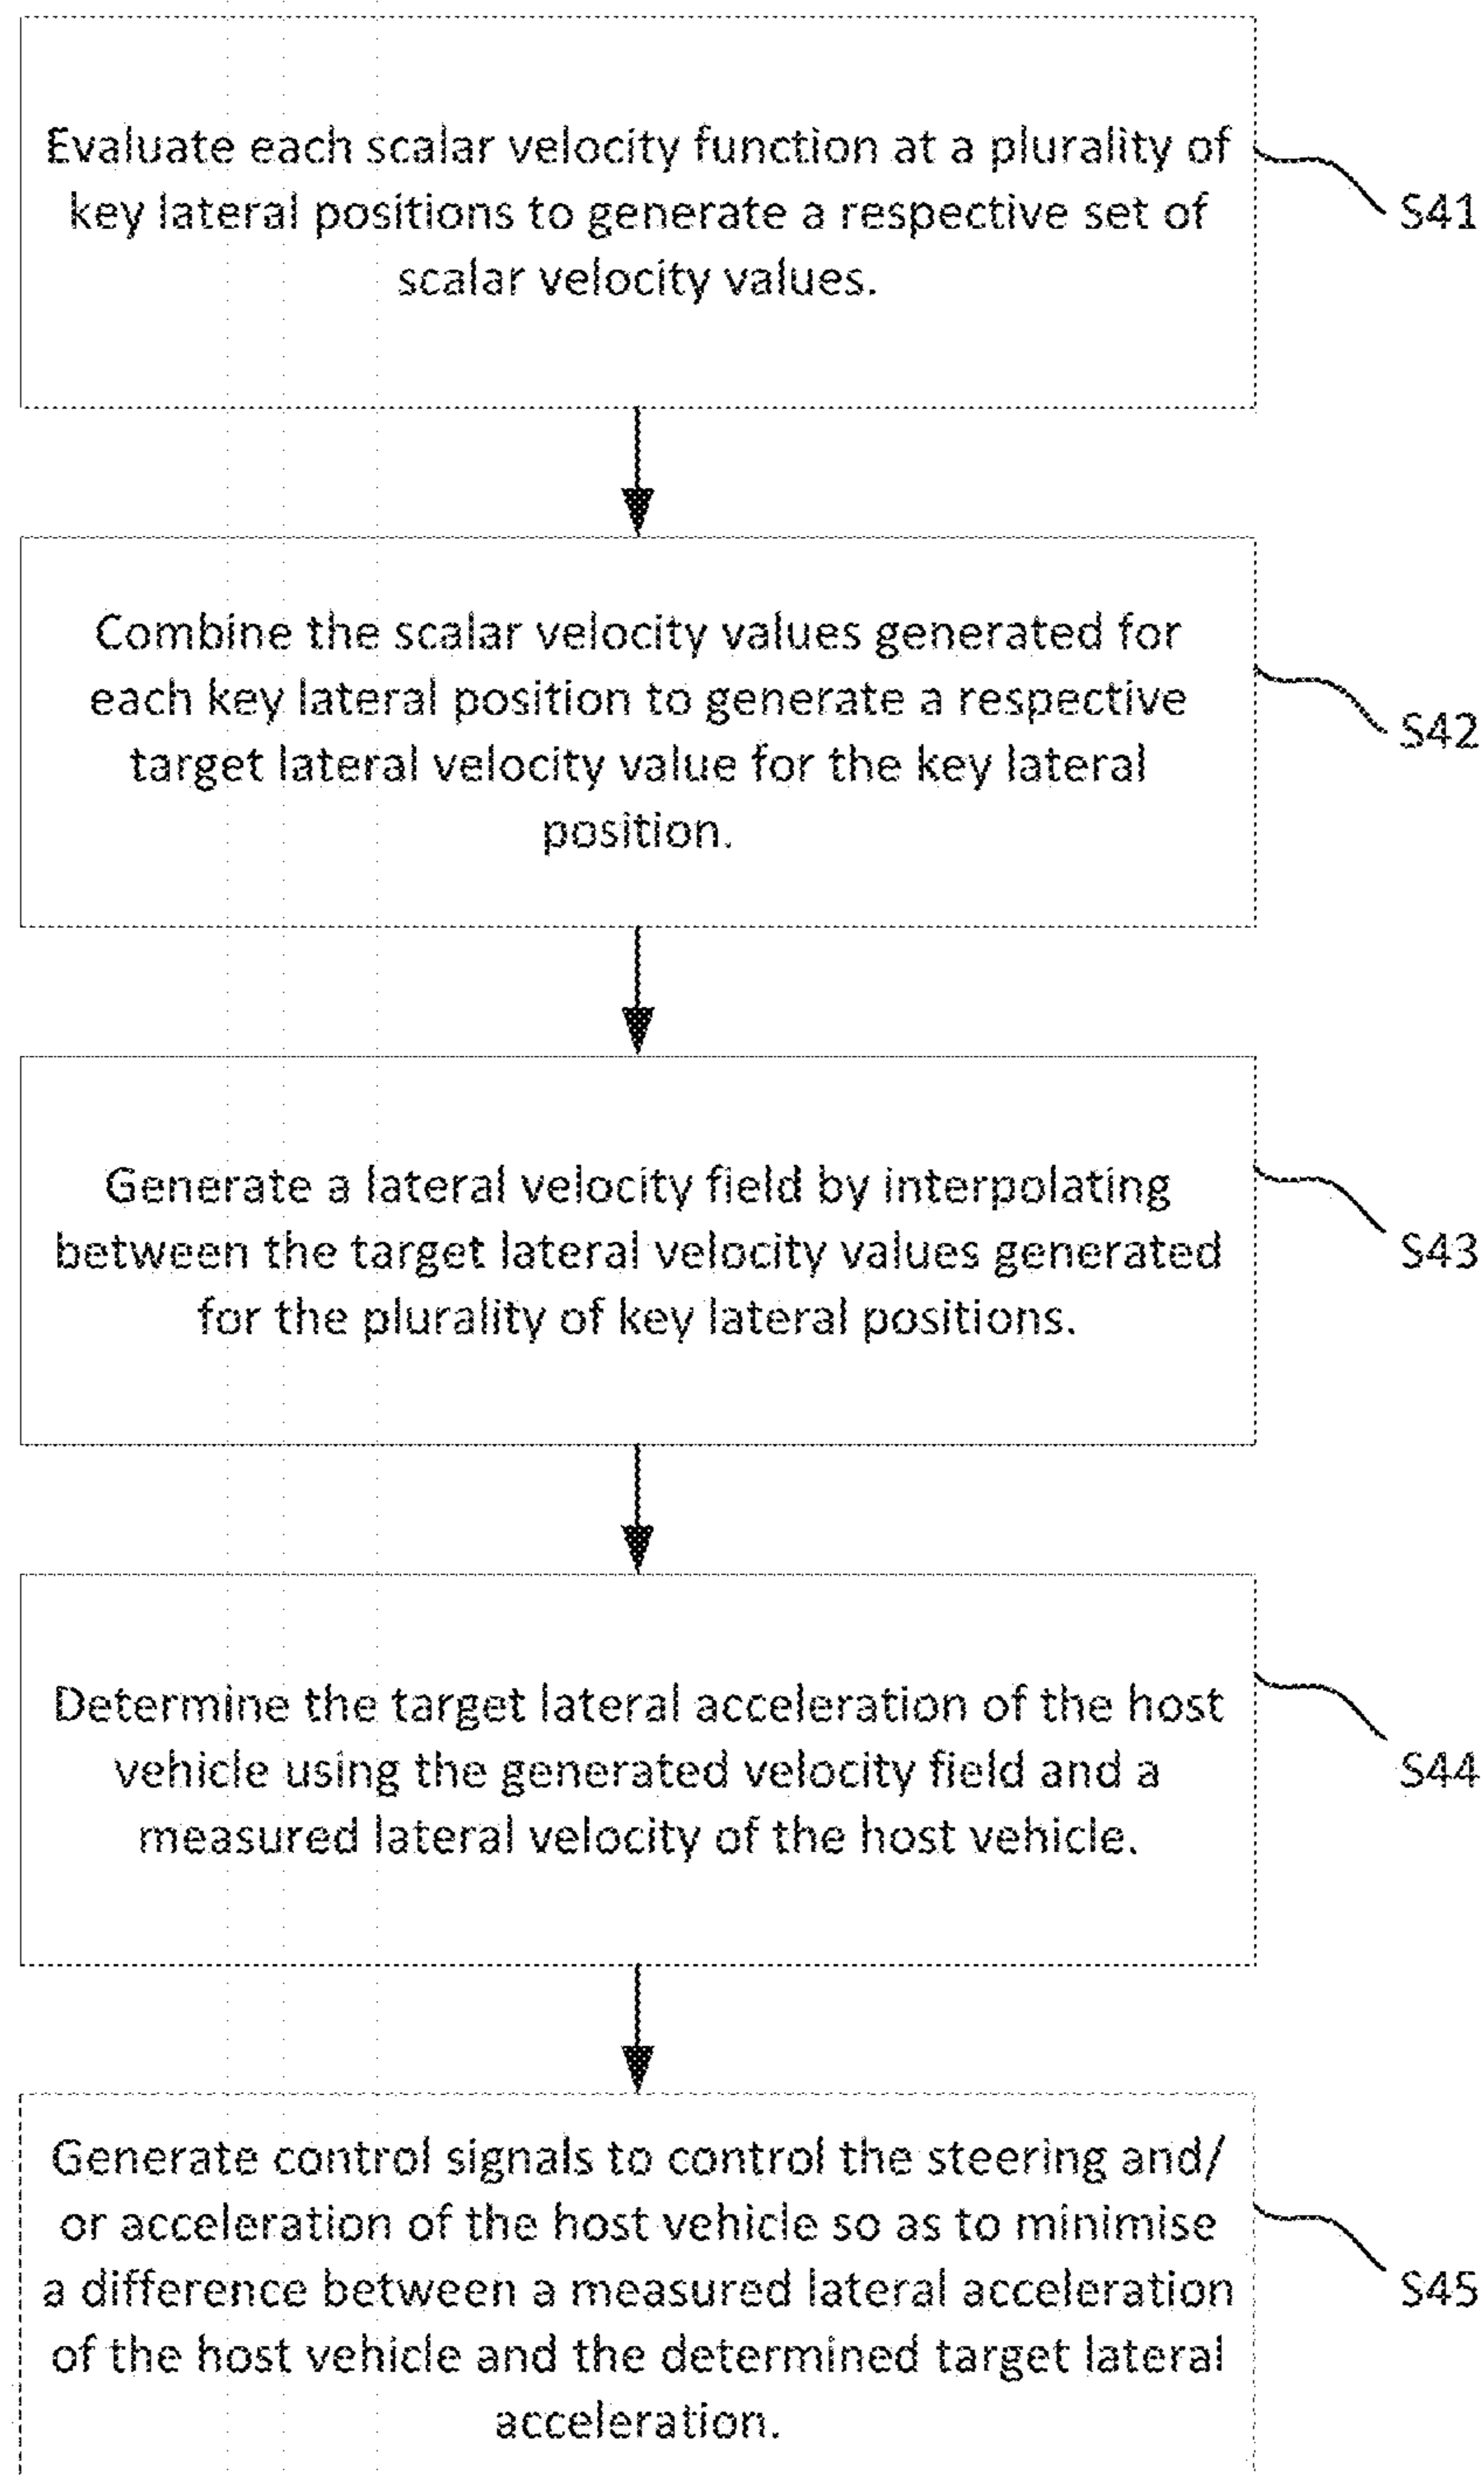 Evaluate each scalar velocity function at a plurality of
key lateral positions to generate a respective set of
scalar velocity values.
S41
Combine the scalar velocity values generated for
each key lateral position to generate a respective
target lateral velocity value for the key lateral
position.
S42
Generate a lateral velocity field by interpolating
between the target lateral velocity values generated
for the plurality of key lateral positions.
S43
Determine the target lateral acceleration of the host
vehicle using the generated velocity field and a
measured lateral velocity of the host vehicle.
S44
Generate control signals to control the steering and/
or acceleration of the host vehicle so as to minimise
a difference between a measured lateral acceleration
of the host vehicle and the determined target lateral
acceleration.
S45